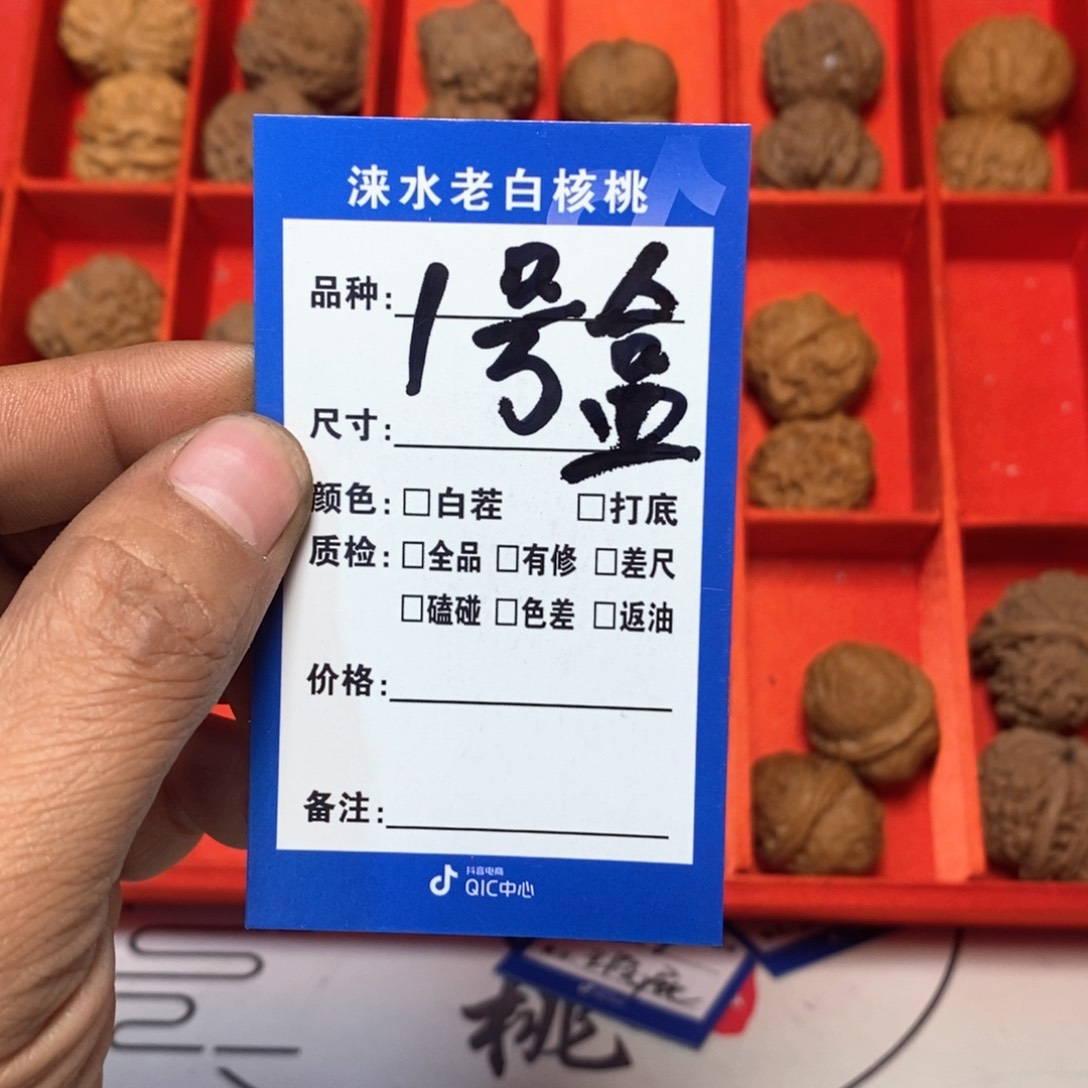 涞水老白核桃
品种:
1号盒
尺寸:
颜色:□白茬 □打底
质检:□全品 □有修 □差尺
□磕碰 □色差 □返油
价格:
备注:
抖音电商
QIC中心
桃